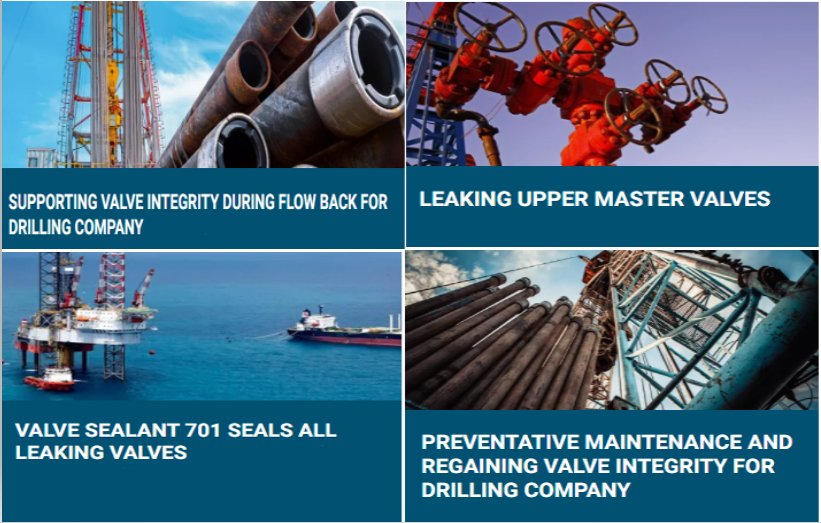 SUPPORTING VALVE INTEGRITY DURING FLOW BACK FOR
DRILLING COMPANY
LEAKING UPPER MASTER VALVES
VALVE SEALANT 701 SEALS ALL
LEAKING VALVES
PREVENTATIVE MAINTENANCE AND
REGAINING VALVE INTEGRITY FOR
DRILLING COMPANY